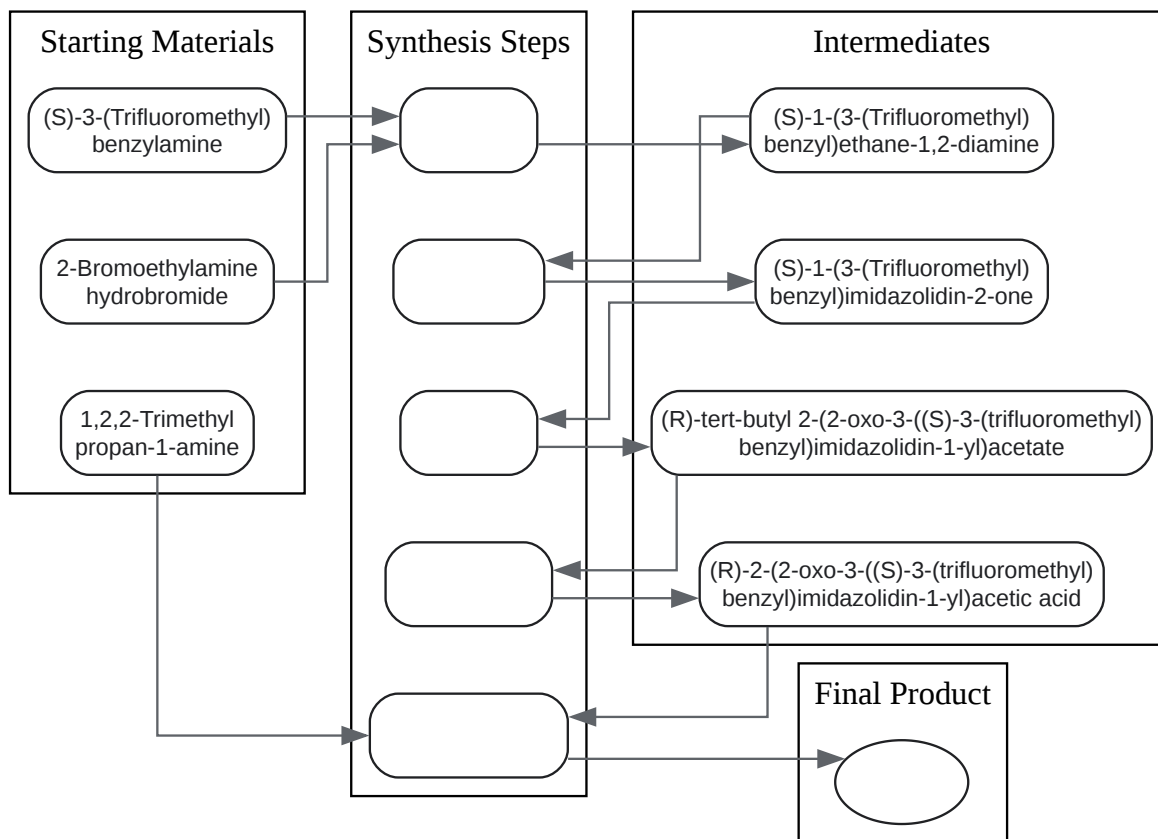 Starting Materials
(S)-3-(Trifluoromethyl)
benzylamine
2-Bromoethylamine
hydrobromide
1,2,2-Trimethyl
propan-1-amine
Synthesis Steps
Intermediates
(S)-1-(3-(Trifluoromethyl)
benzyl)ethane-1,2-diamine
(S)-1-(3-(Trifluoromethyl)
benzyl)imidazolidin-2-one
(R)-tert-butyl 2-(2-oxo-3-((S)-3-(trifluoromethyl)
benzyl)imidazolidin-1-yl)acetate
(R)-2-(2-oxo-3-((S)-3-(trifluoromethyl)
benzyl)imidazolidin-1-yl)acetic acid
Final Product